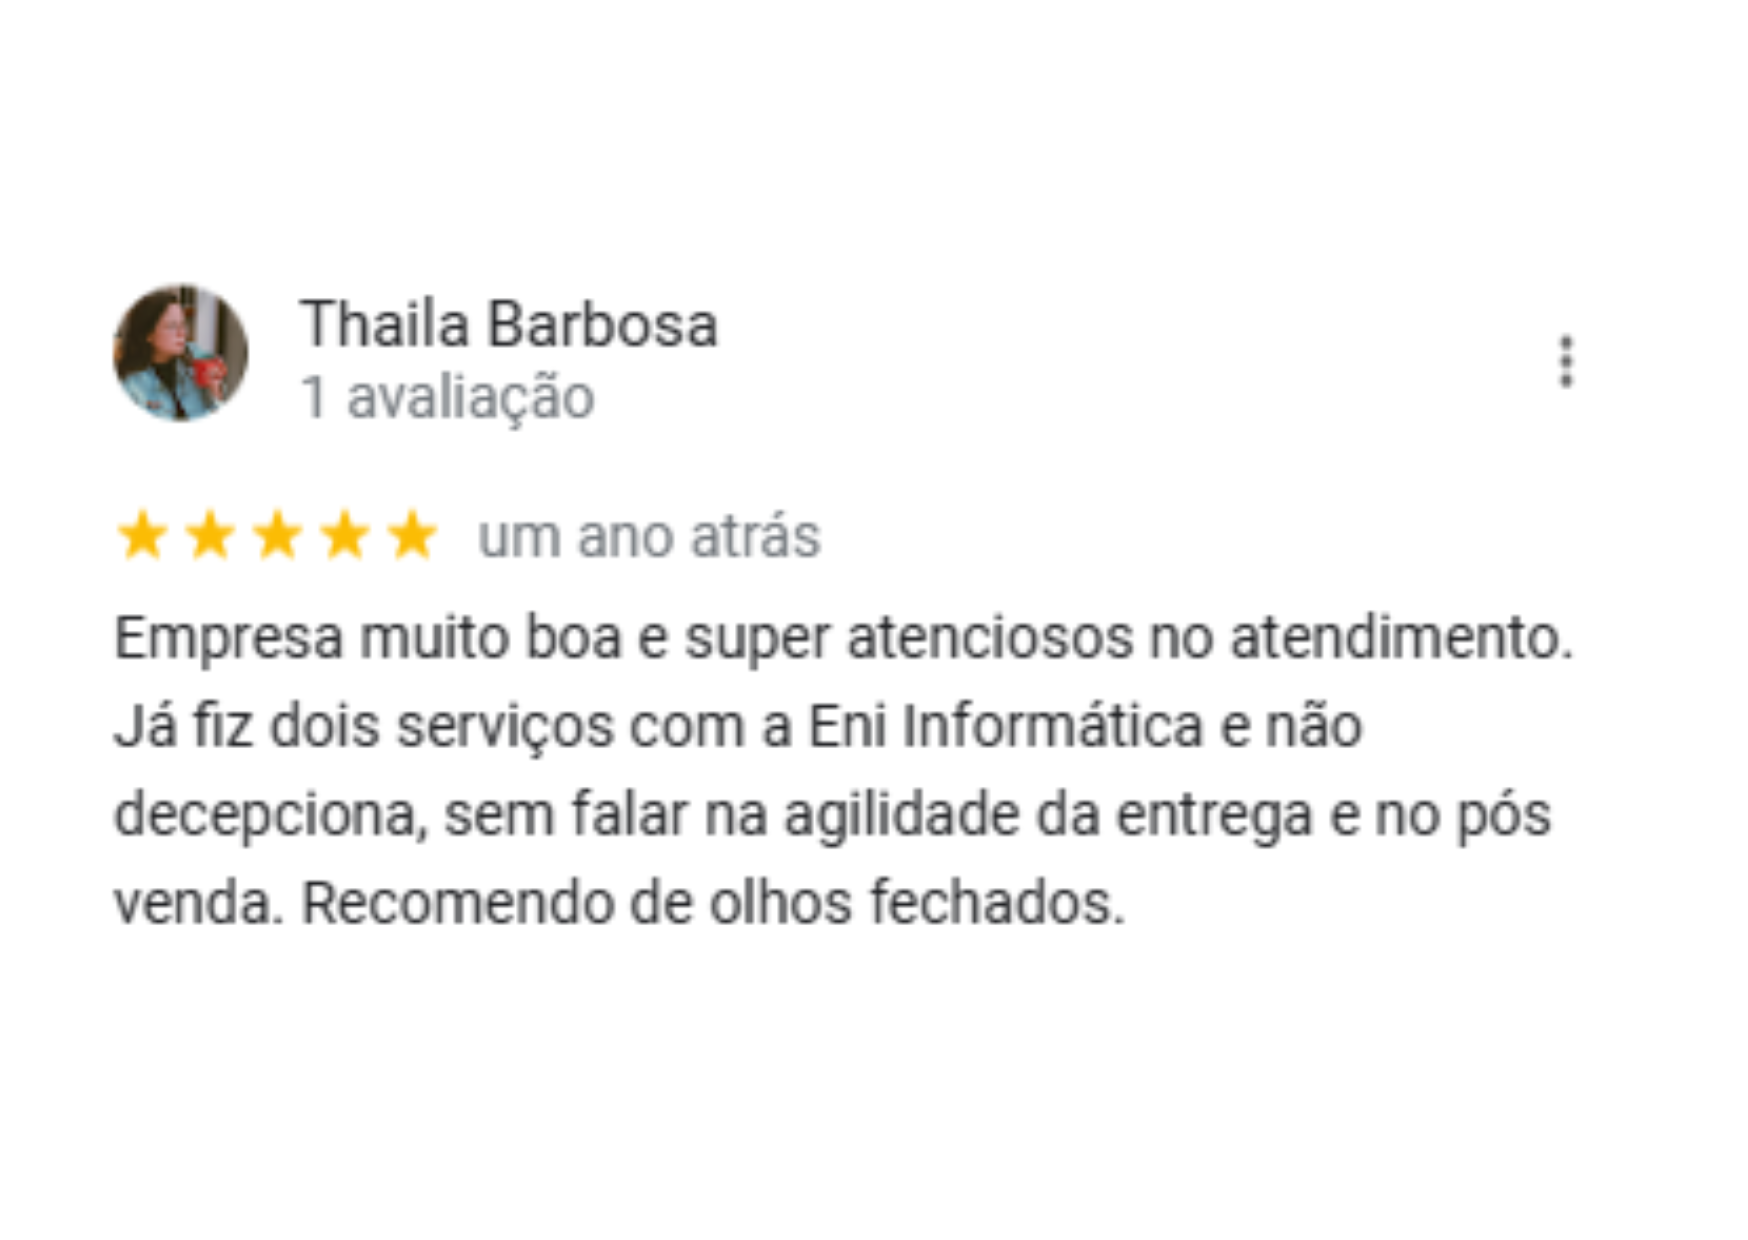 Thaila Barbosa
1 avaliação
um ano atrás
Empresa muito boa e super atenciosos no atendimento.
Já fiz dois serviços com a Eni Informática e não
decepciona, sem falar na agilidade da entrega e no pós
venda. Recomendo de olhos fechados.